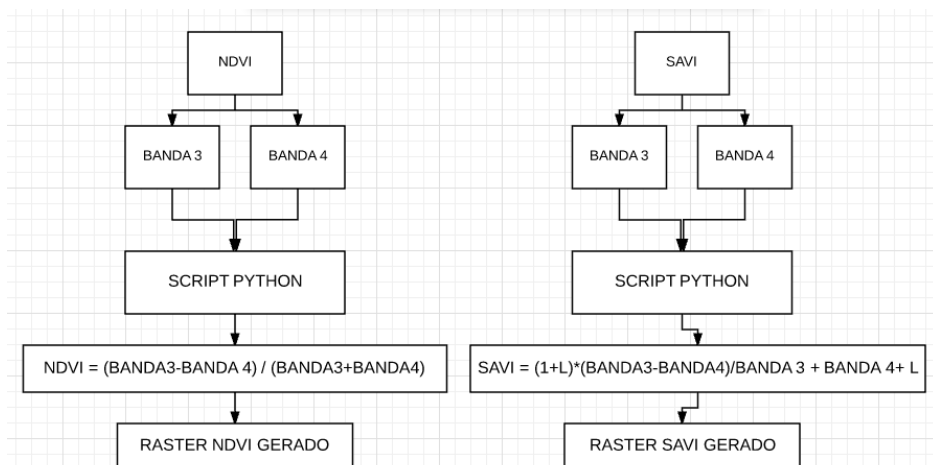 NDVI
SAVI
BANDA 3
BANDA 4
BANDA 3
BANDA 4
SCRIPT PYTHON
SCRIPT PYTHON
NDVI = (BANDA3-BANDA 4) / (BANDA3+BANDA4)
SAVI = (1+L)*(BANDA3-BANDA4)/BANDA 3 + BANDA 4+ L
RASTER NDVI GERADO
RASTER SAVI GERADO